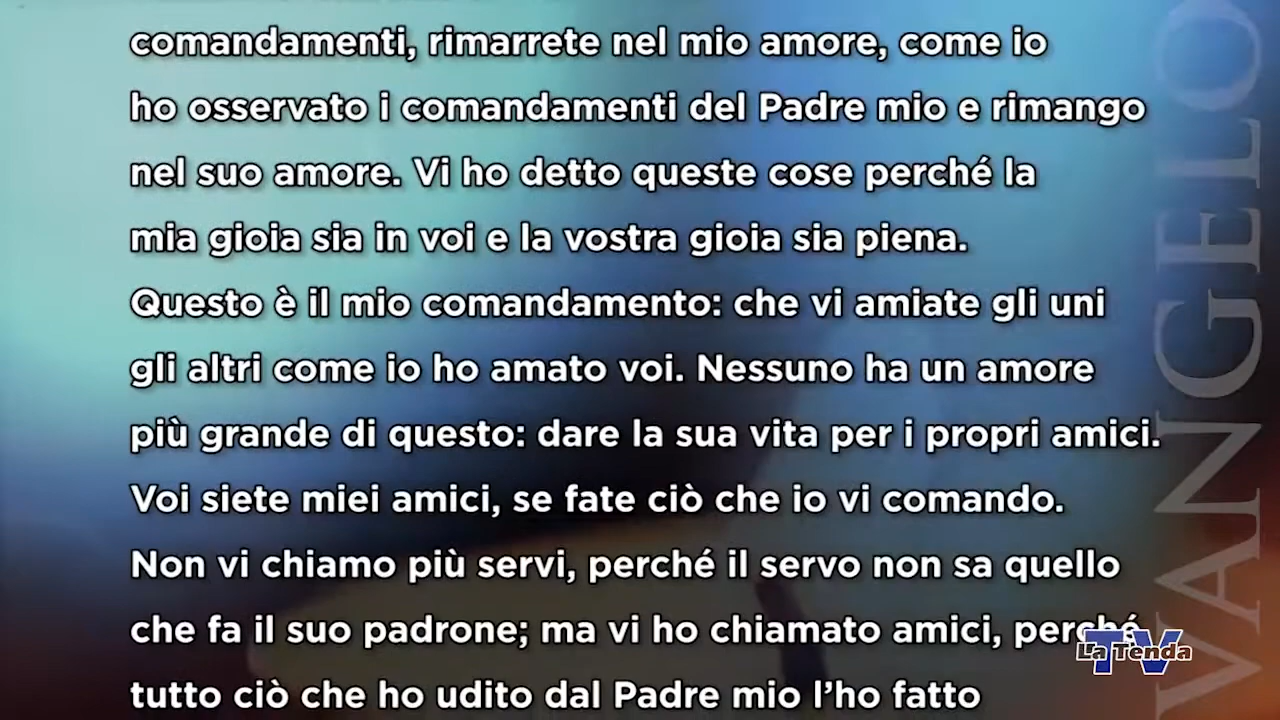 comandamenti, rimarrete nel mio amore, come io
ho osservato i comandamenti del Padre mio e rimango
nel suo amore. Vi ho detto queste cose perché la
mia gioia sia in voi e la vostra gioia sia piena.
Questo è il mio comandamento: che vi amiate gli uni
gli altri come io ho amato voi. Nessuno ha un amore
più grande di questo: dare la sua vita per i propri amici.
Voi siete miei amici, se fate ciò che io vi comando.
Non vi chiamo più servi, perché il servo non sa quello
che fa il suo padrone; ma vi ho chiamato amici, perché
tutto ciò che ho udito dal Padre mio l’ho fatto
VANGELO
La Tenda
TV